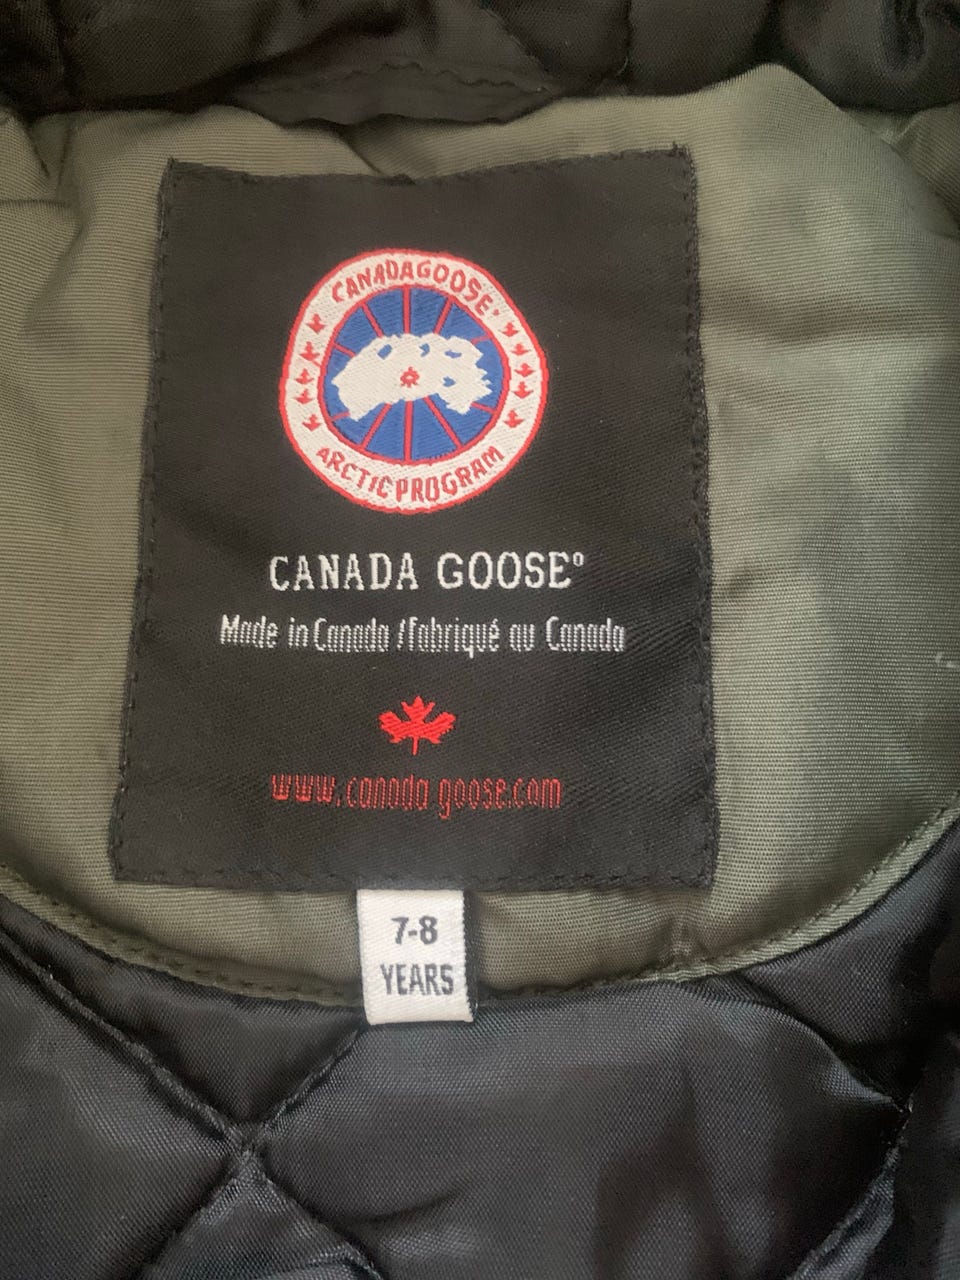 CANADA GOOSE
ARCTIC PROGRAM
CANADA GOOSE®
Made in Canada / Fabriqué au Canada
www.canada goose.com
7-8
YEARS